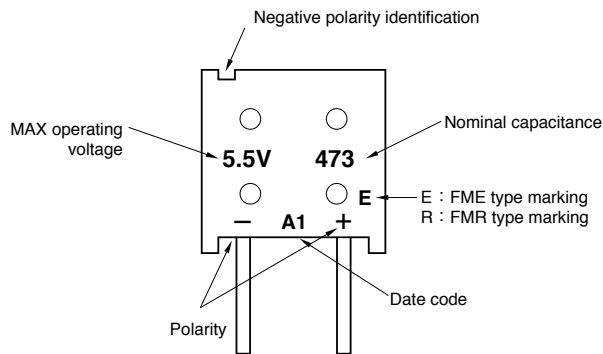 Negative polarity identification
MAX operating
voltage
Nominal capacitance
5.5V 473
E
E : FME type marking
R : FMR type marking
− A1 +
Date code
Polarity